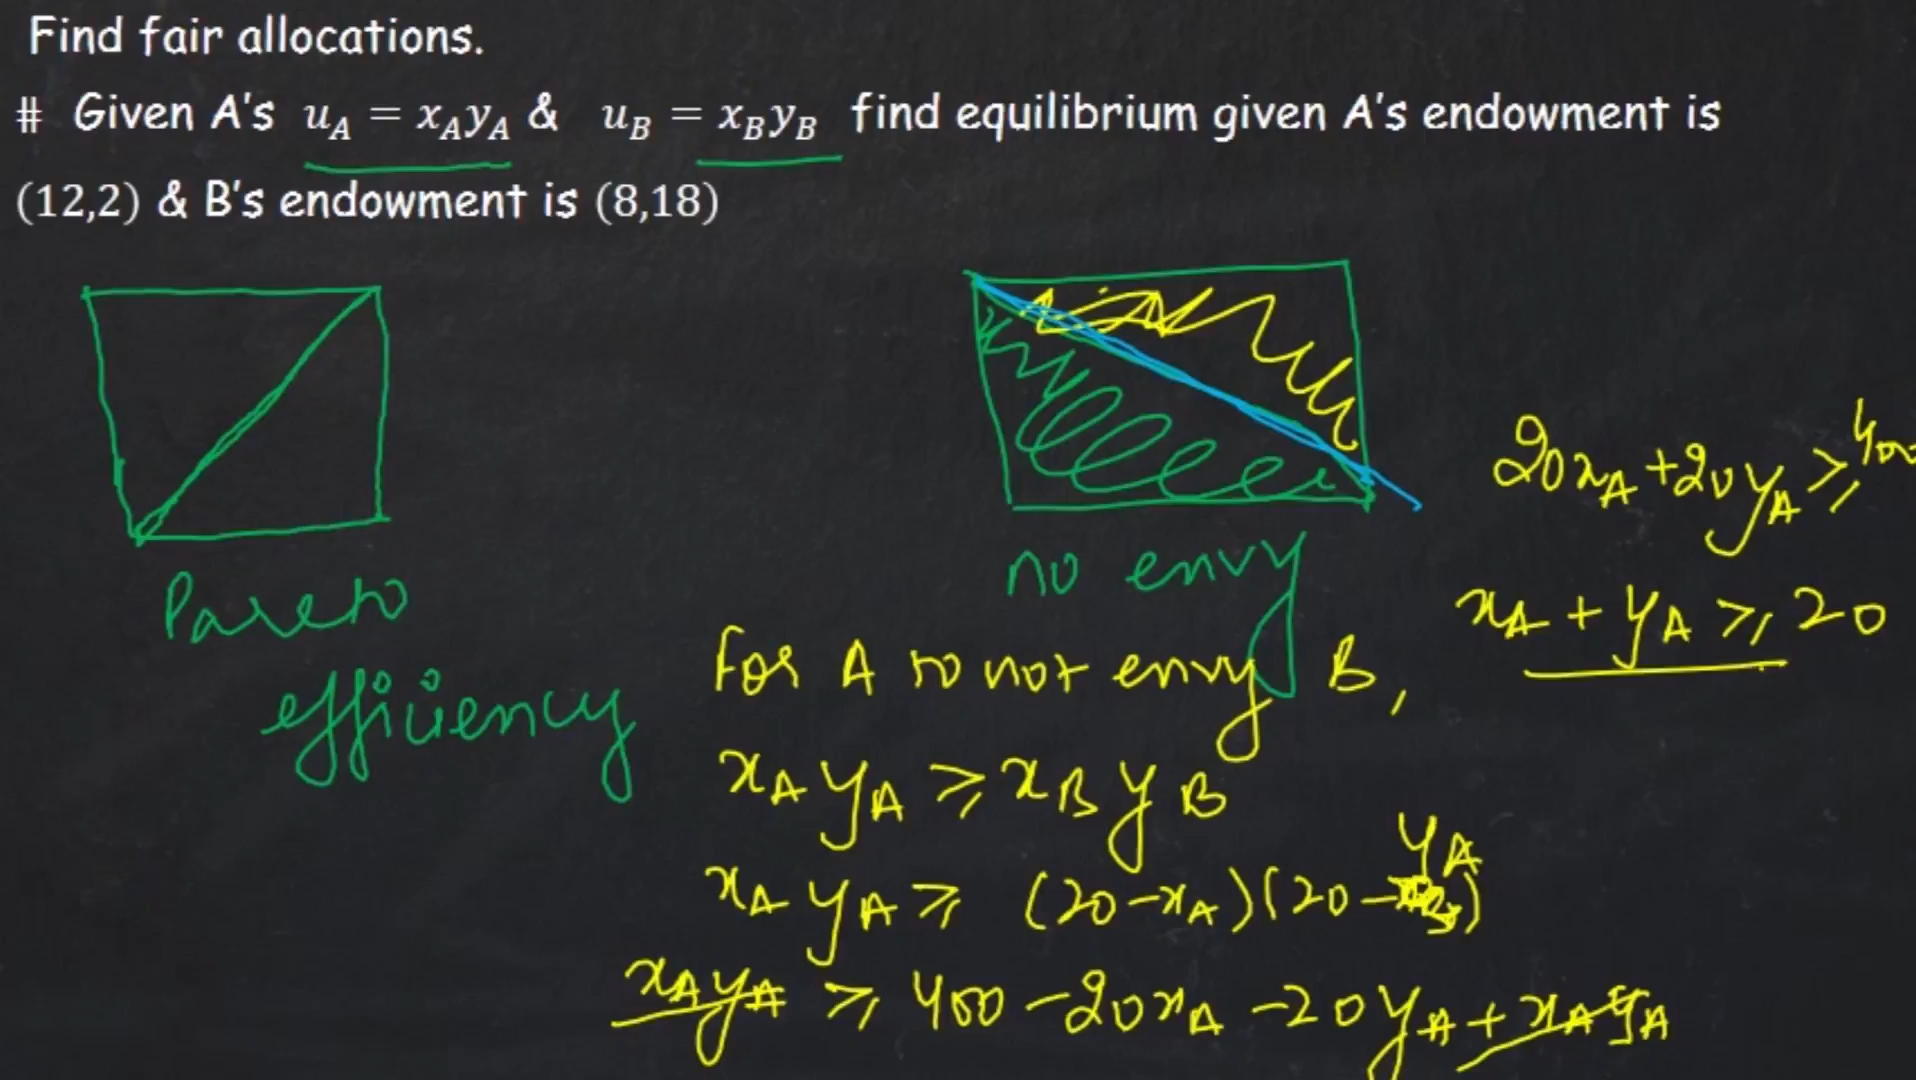 Find fair allocations.
# Given A's u_A = x_A y_A & u_B = x_B y_B find equilibrium given A's endowment is
(12,2) & B's endowment is (8,18)
Pareto
efficiency
no envy
For A to not envy B,
x_A y_A ⩾ x_B y_B
x_A y_A ⩾ (20-x_A)(20-y_A)
x_A y_A ⩾ 400 - 20x_A - 20y_A + x_A y_A
20x_A + 20y_A ⩾ 400
x_A + y_A ⩾ 20